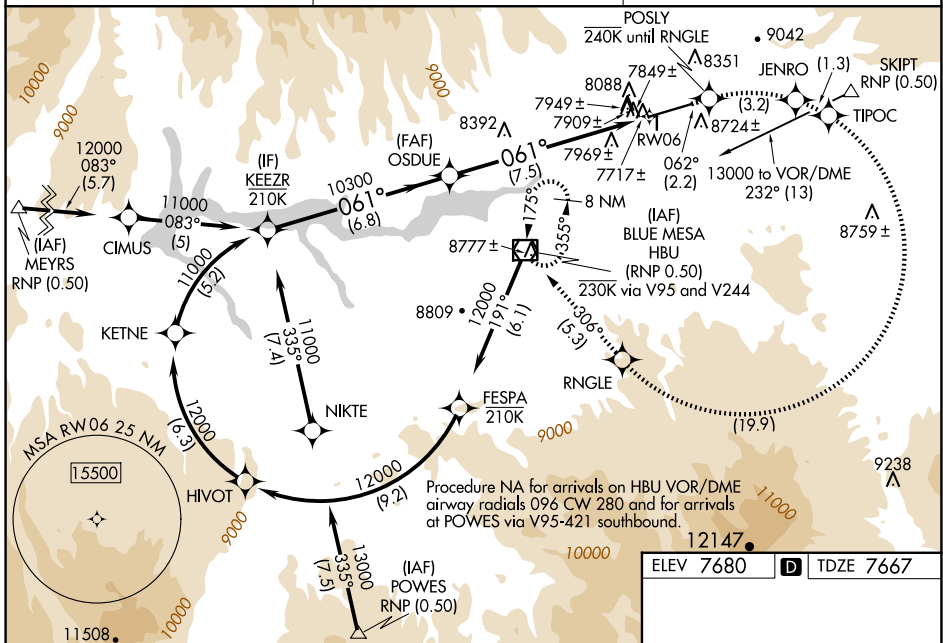 POSLY
240K until RNGLE
9042
8351
JENRO
(1.3)
SKIPT
RNP (0.50)
TIPOC
(3.2)
8088
7849±
7949±
7909±
RW06
8724±
7969±
7717±
062°
(2.2)
13000 to VOR/DME
232° (13)
10000
9000
9000
12000
083°
(5.7)
(IAF)
MEYRS
RNP (0.50)
CIMUS
11000
083°
(5)
(IF)
KEEZR
210K
10300
061°
(6.8)
(FAF)
OSDUE
8392
061°
(7.5)
175°
355°
8 NM
8777±
(IAF)
BLUE MESA
HBU
(RNP 0.50)
230K via V95 and V244
8759±
11000
(5.2)
KETNE
11000
335°
(7.4)
NIKTE
8809
12000
191°
(6.1)
306°
(5.3)
RNGLE
(19.9)
FESPA
210K
9000
12000
(6.3)
HIVOT
12000
(9.2)
9000
MSA RW06 25 NM
15500
Procedure NA for arrivals on HBU VOR/DME
airway radials 096 CW 280 and for arrivals
at POWES via V95-421 southbound.
9238
11000
10000
12147
13000
335°
(7.5)
(IAF)
POWES
RNP (0.50)
10000
11508
ELEV 7680
D
TDZE 7667